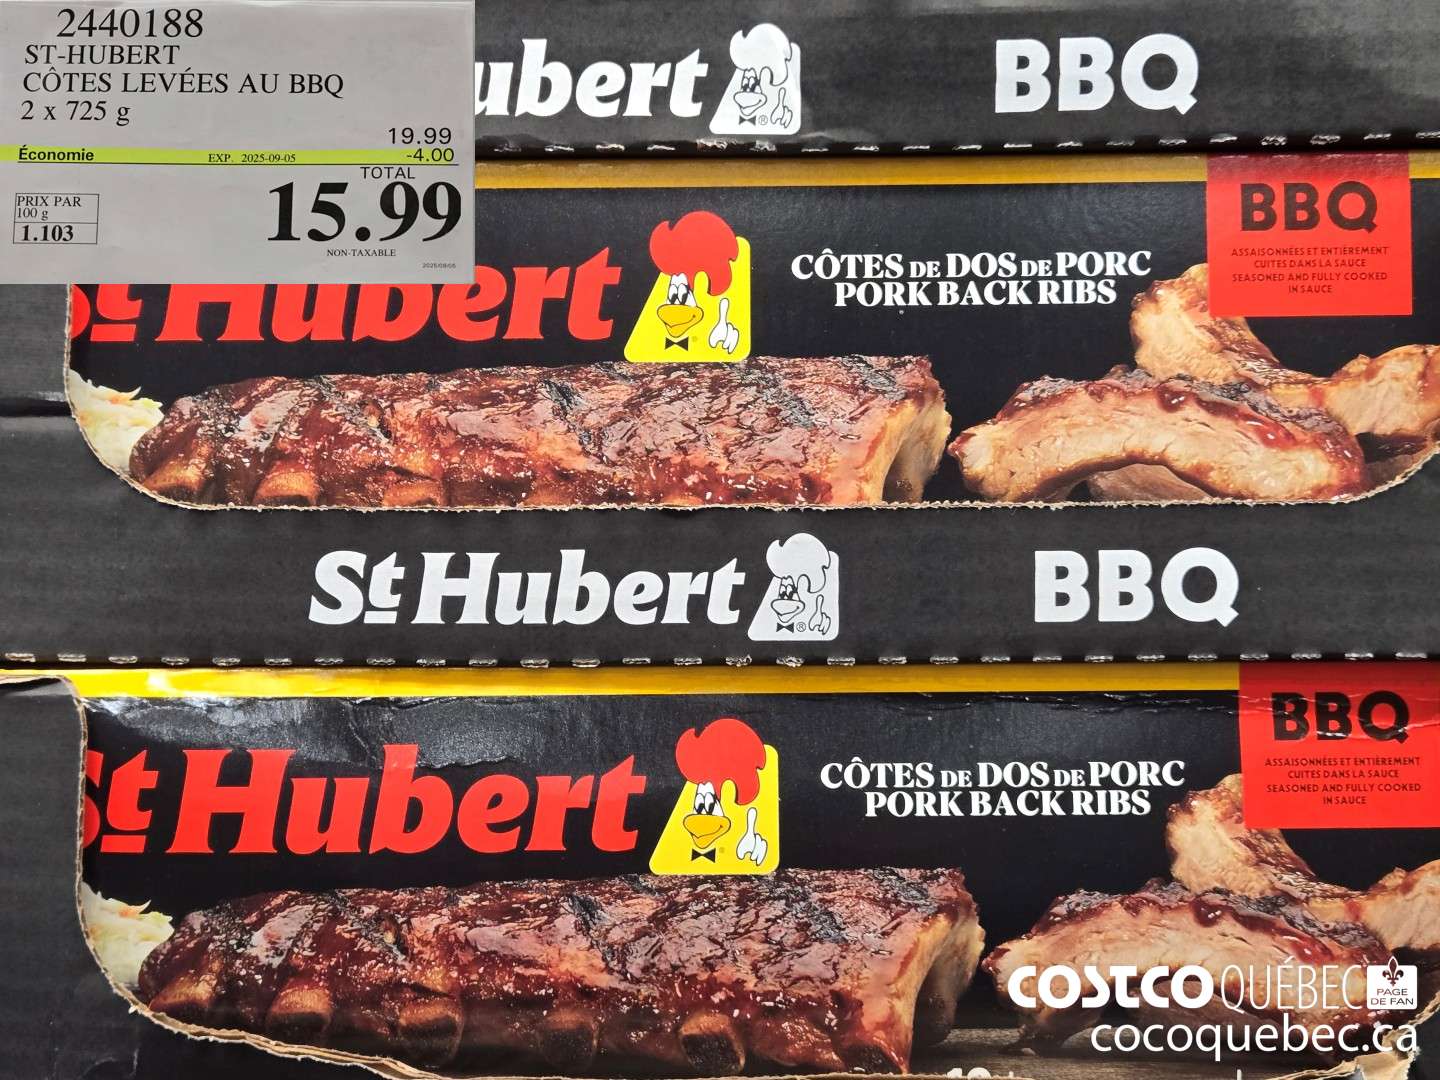 2440188
ST-HUBERT
CÔTES LEVÉES AU BBQ
2 x 725 g
19.99
Économie EXP. 2025-09-05 -4.00
TOTAL
15.99
PRIX PAR
100 g
1.103
NON-TAXABLE
2025/08/05
ubert BBQ
St Hubert
CÔTES DE DOS DE PORC
PORK BACK RIBS
BBQ
ASSAISONNÉES ET ENTIÈREMENT
CUITES DANS LA SAUCE
SEASONED AND FULLY COOKED
IN SAUCE
St Hubert BBQ
St Hubert
CÔTES DE DOS DE PORC
PORK BACK RIBS
BBQ
ASSAISONNÉES ET ENTIÈREMENT
CUITES DANS LA SAUCE
SEASONED AND FULLY COOKED
IN SAUCE
COSTCO QUÉBEC PAGE
DE FAN
cocoquebec.ca